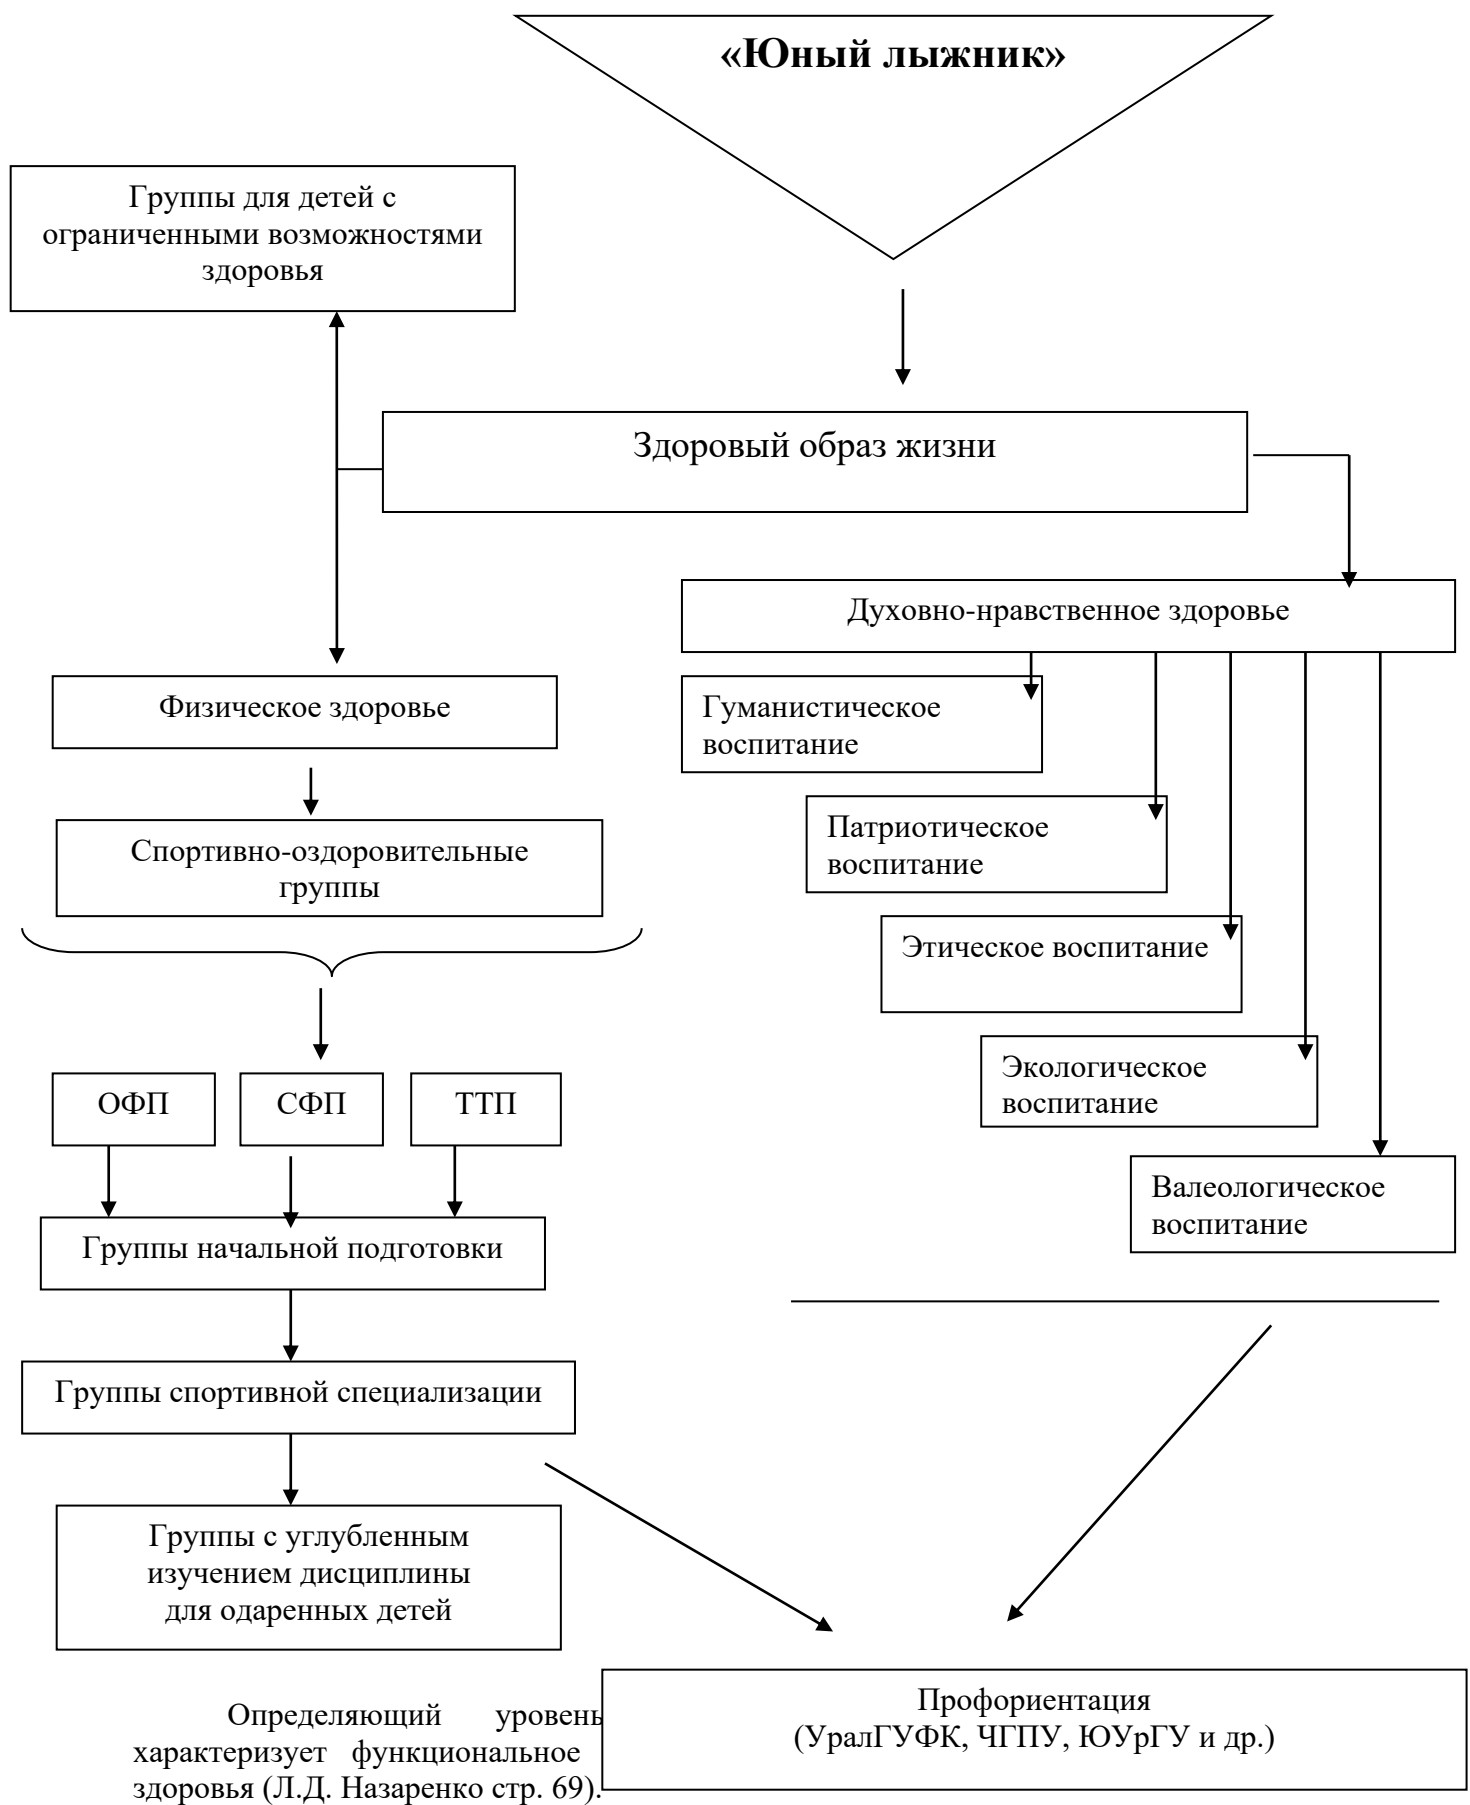 «Юный лыжник»
Группы для детей с
ограниченными возможностями
здоровья
Здоровый образ жизни
Духовно-нравственное здоровье
Физическое здоровье
Гуманистическое
воспитание
Спортивно-оздоровительные
группы
Патриотическое
воспитание
Этическое воспитание
Экологическое
воспитание
ОФП
СФП
ТТП
Валеологическое
воспитание
Группы начальной подготовки
Группы спортивной специализации
Группы с углубленным
изучением дисциплины
для одаренных детей
Профориентация
(УралГУФК, ЧГПУ, ЮУрГУ и др.)
Определяющий уровень
характеризует функциональное
здоровья (Л.Д. Назаренко стр. 69).